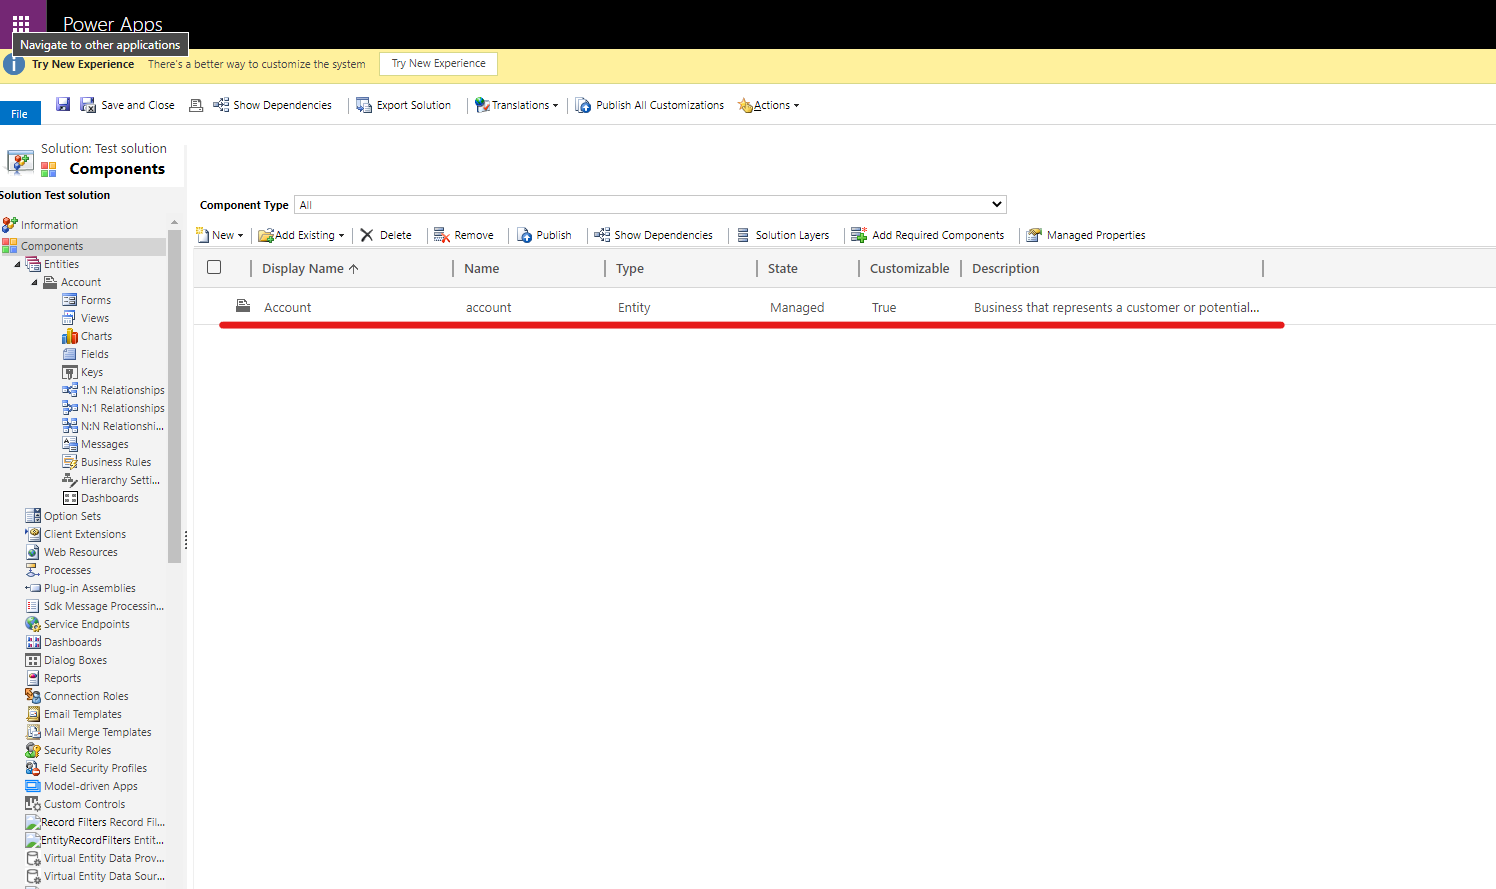 Power Apps
Navigate to other applications
Try New Experience There's a better way to customize the system Try New Experience
File Save and Close Show Dependencies Export Solution Translations Publish All Customizations Actions
Solution: Test solution
Components
Solution Test solution
Information
Components
Entities
Account
Forms
Views
Charts
Fields
Keys
1:N Relationships
N:1 Relationships
N:N Relationshi...
Messages
Business Rules
Hierarchy Setti...
Dashboards
Option Sets
Client Extensions
Web Resources
Processes
Plug-in Assemblies
Sdk Message Processin...
Service Endpoints
Dashboards
Dialog Boxes
Reports
Connection Roles
Email Templates
Mail Merge Templates
Security Roles
Field Security Profiles
Model-driven Apps
Custom Controls
Record Filters Record Fil...
EntityRecordFilters Entit...
Virtual Entity Data Prov...
Virtual Entity Data Sour...
Component Type All
New Add Existing Delete Remove Publish Show Dependencies Solution Layers Add Required Components Managed Properties
Display Name Name Type State Customizable Description
Account account Entity Managed True Business that represents a customer or potential...